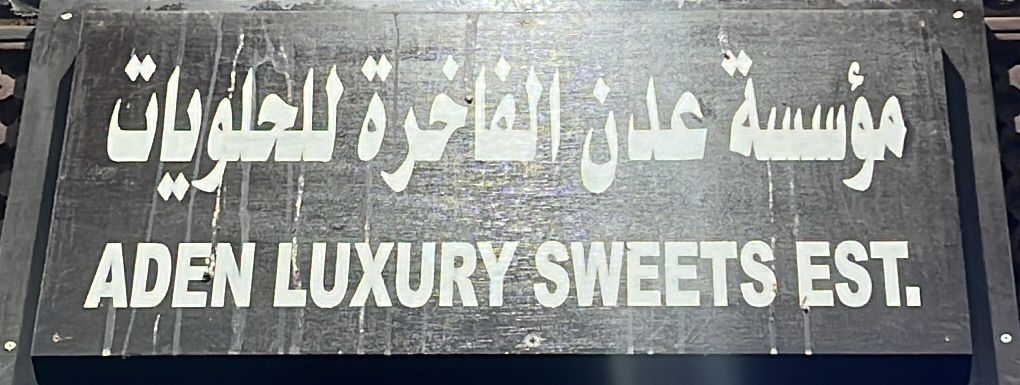 مؤسسة عدن الفاخرة للحلويات
ADEN LUXURY SWEETS EST.